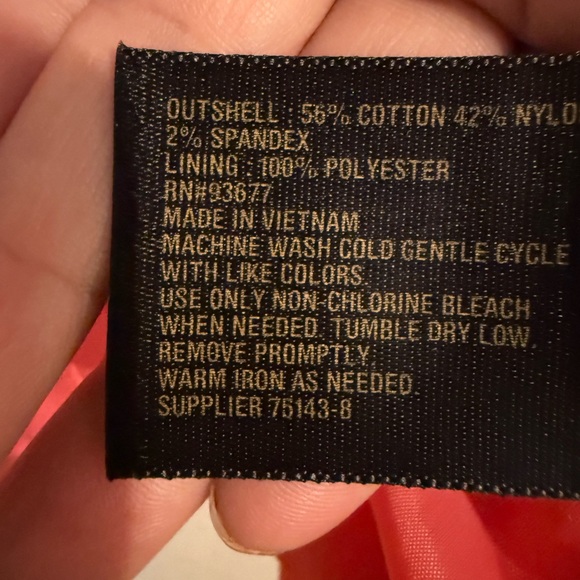 OUTSHELL : 56% COTTON 42% NYLO
2% SPANDEX
LINING : 100% POLYESTER
RN#93677
MADE IN VIETNAM
MACHINE WASH COLD GENTLE CYCLE
WITH LIKE COLORS.
USE ONLY NON-CHLORINE BLEACH
WHEN NEEDED. TUMBLE DRY LOW.
REMOVE PROMPTLY.
WARM IRON AS NEEDED
SUPPLIER 75143-8